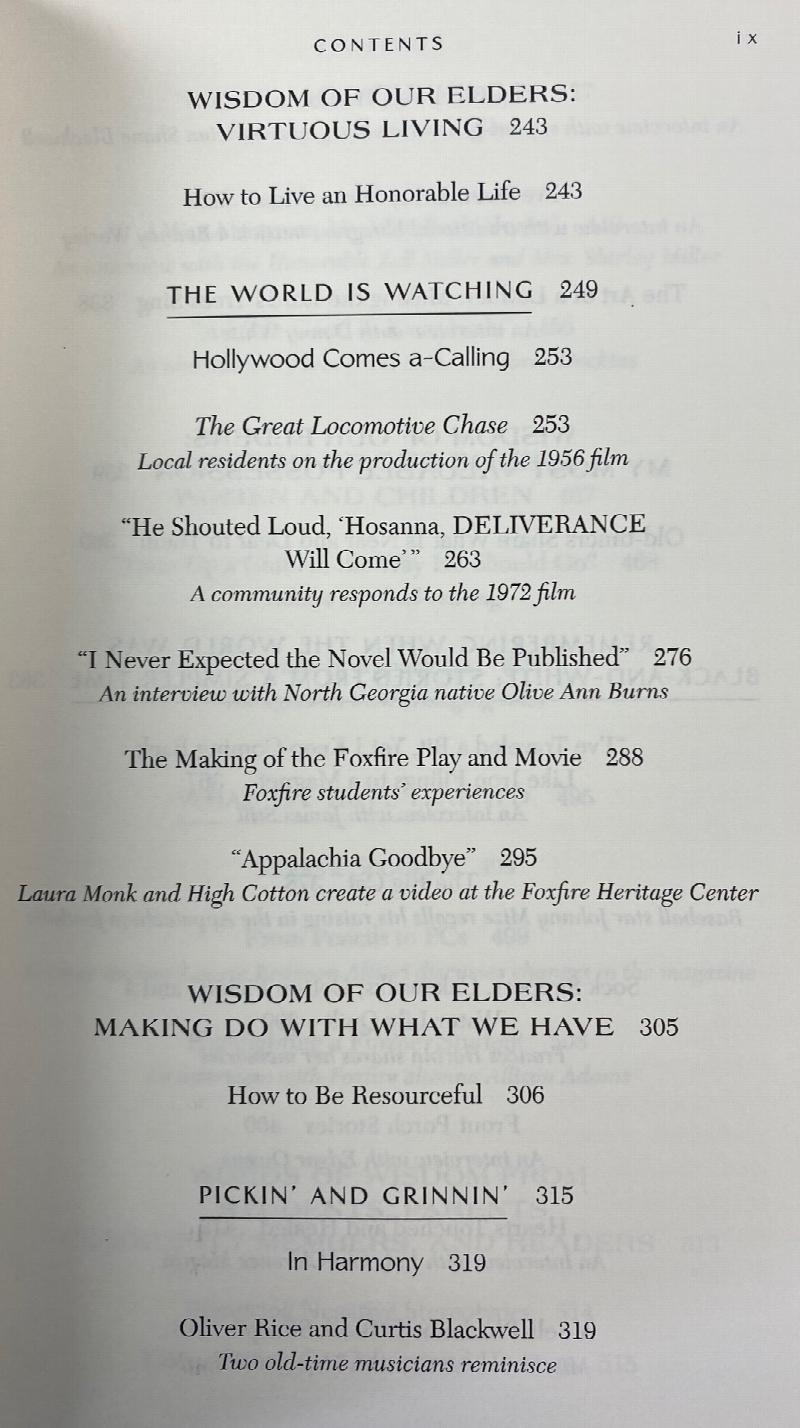 CONTENTS ix
WISDOM OF OUR ELDERS:
VIRTUOUS LIVING 243
How to Live an Honorable Life 243
THE WORLD IS WATCHING 249
Hollywood Comes a-Calling 253
The Great Locomotive Chase 253
Local residents on the production of the 1956 film
“He Shouted Loud, ‘Hosanna, DELIVERANCE
Will Come’” 263
A community responds to the 1972 film
“I Never Expected the Novel Would Be Published” 276
An interview with North Georgia native Olive Ann Burns
The Making of the Foxfire Play and Movie 288
Foxfire students’ experiences
“Appalachia Goodbye” 295
Laura Monk and High Cotton create a video at the Foxfire Heritage Center
WISDOM OF OUR ELDERS:
MAKING DO WITH WHAT WE HAVE 305
How to Be Resourceful 306
PICKIN’ AND GRINNIN’ 315
In Harmony 319
Oliver Rice and Curtis Blackwell 319
Two old-time musicians reminisce